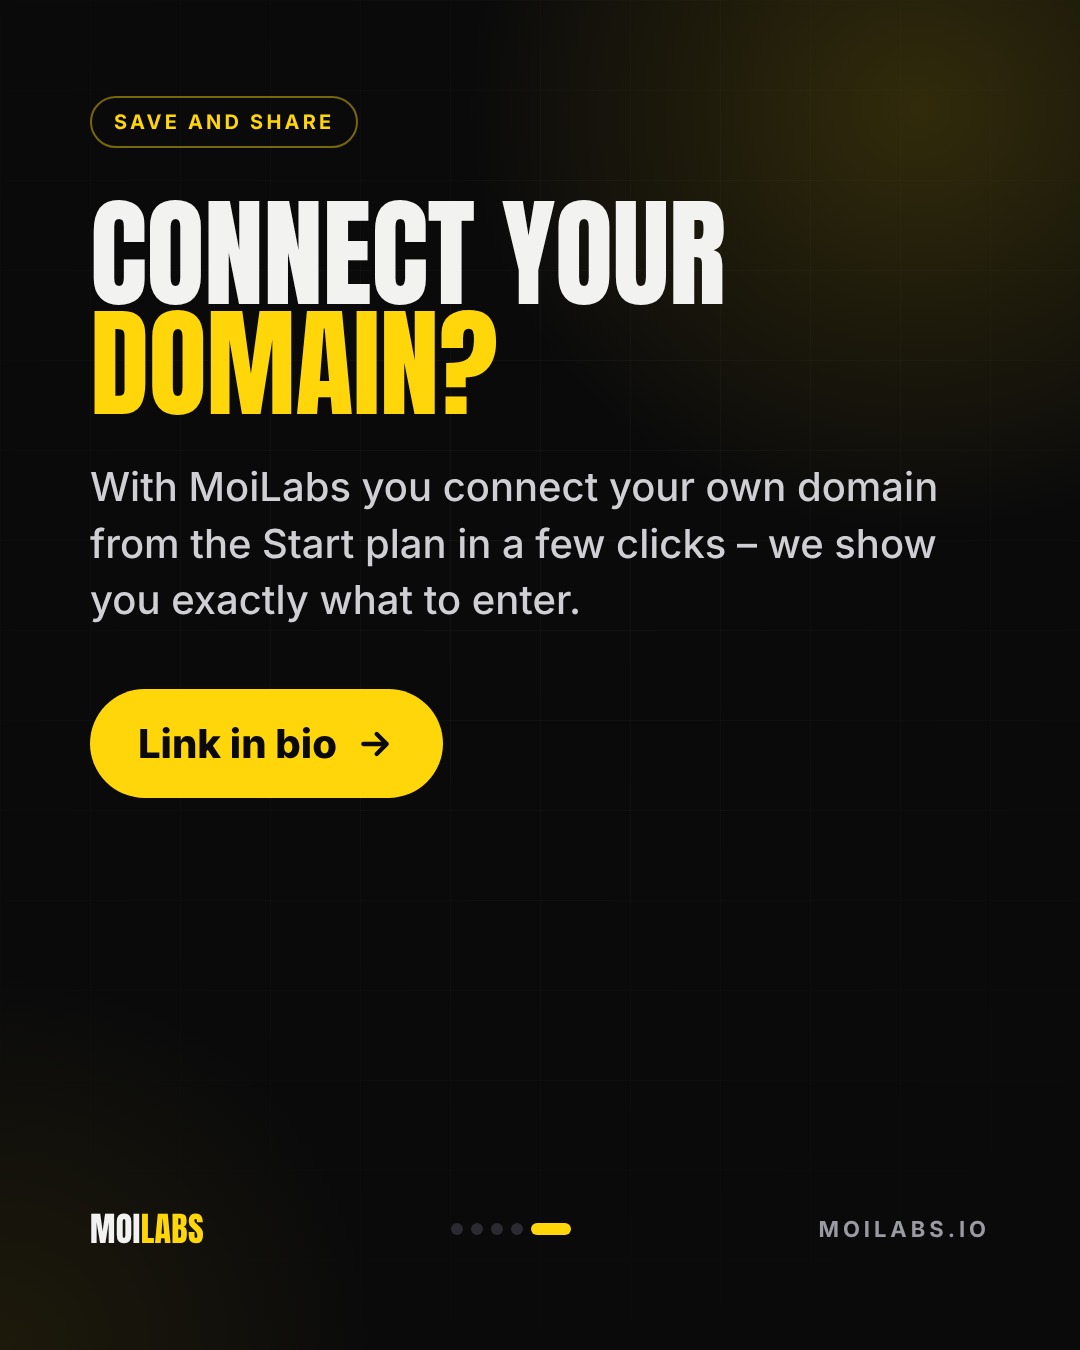 SAVE AND SHARE
CONNECT YOUR
DOMAIN?
With MoiLabs you connect your own domain
from the Start plan in a few clicks – we show
you exactly what to enter.
Link in bio →
MOILABS
MOILABS.IO